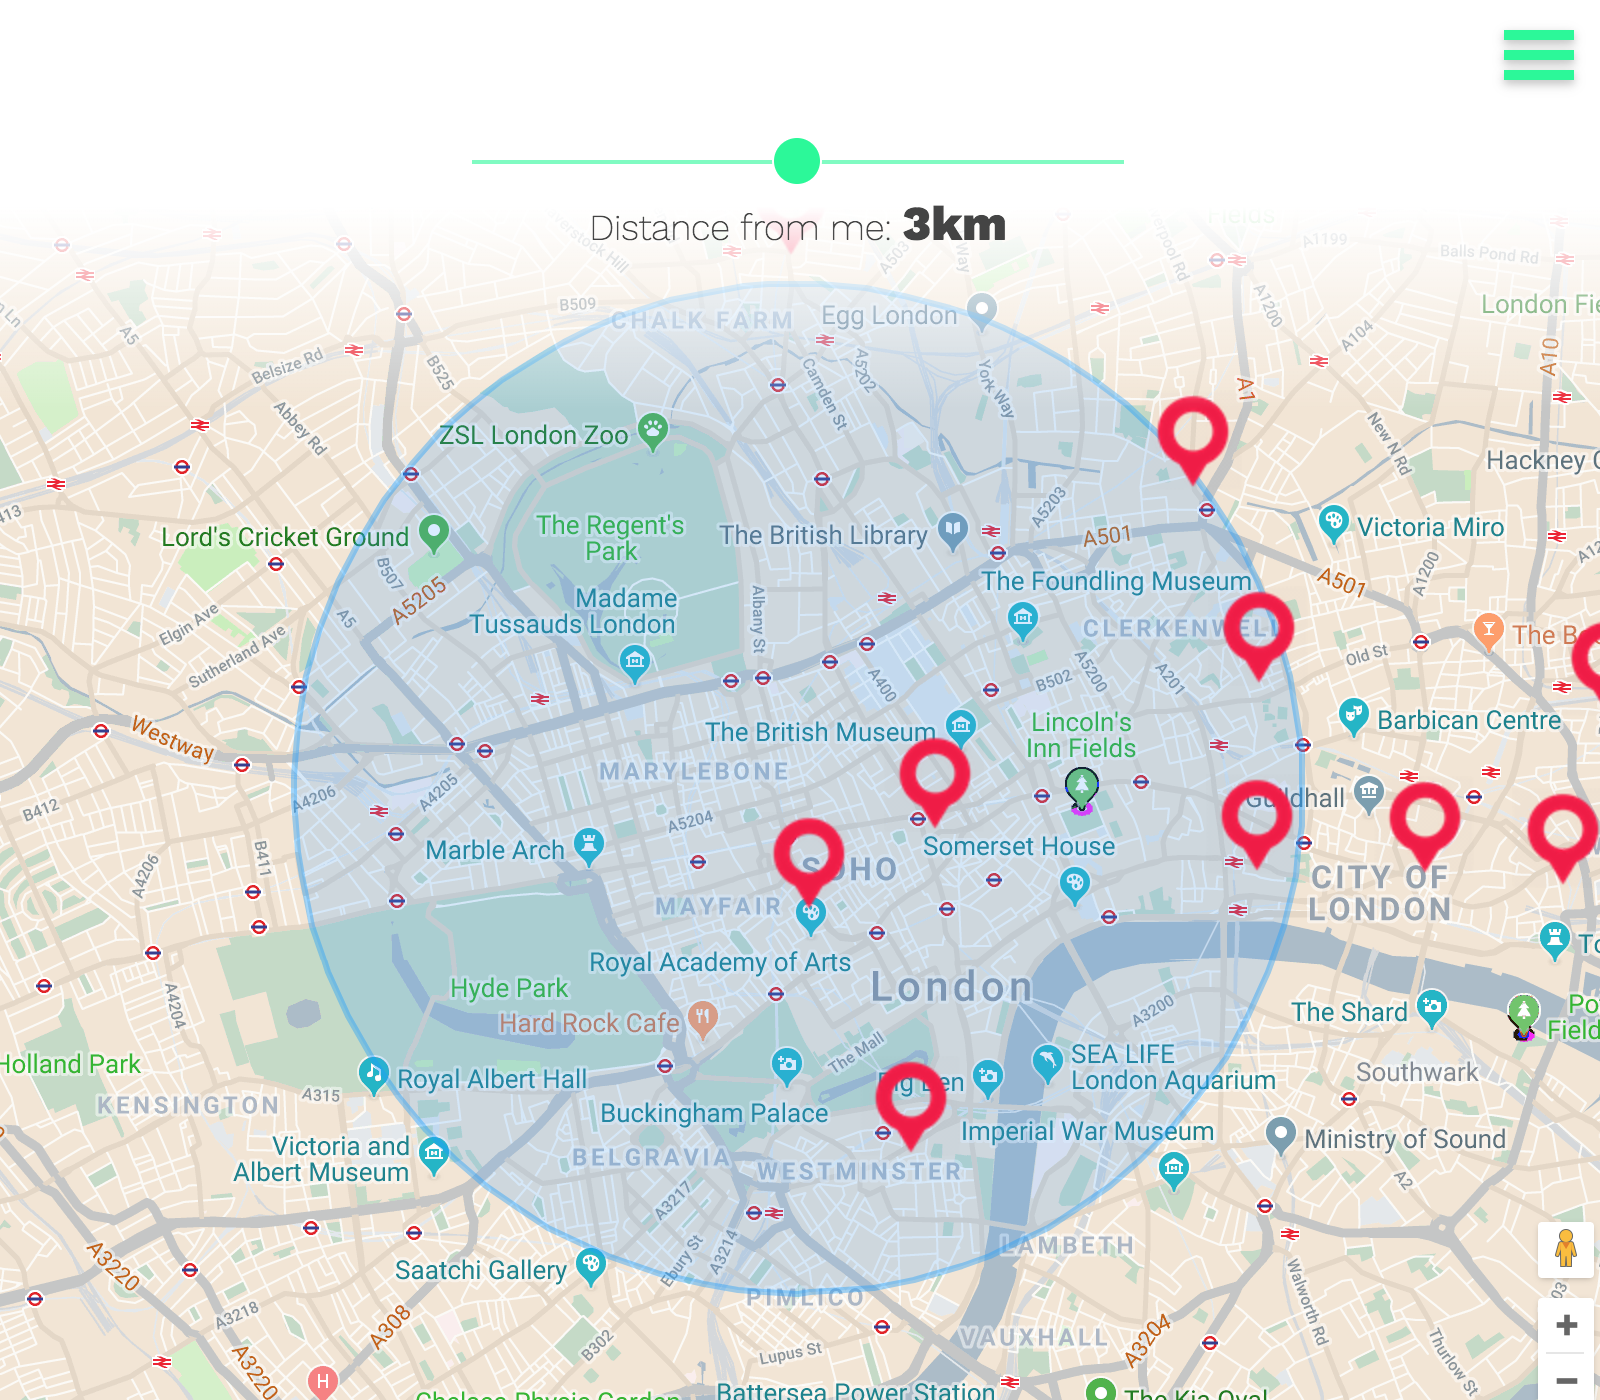 Distance from me: 3km
Fields
A1199
Balls Pond Rd
A503
Way
B509
CHALK FARM
Egg London
A1200
London Fie
A5
A104
A10
Belsize Rd
B525
A5202
Camden St
York Way
A1
Abbey Rd
New N Rd
ZSL London Zoo
Hackney C
A5203
The Regent's
Park
The British Library
A501
Lord's Cricket Ground
Victoria Miro
B507
A5205
A5
The Foundling Museum
A501
A1200
Madame
Tussauds London
Albany St
CLERKENWELL
Elgin Ave
Sutherland Ave
Old St
The B
A400
B502
A5200
A201
Westway
The British Museum
Lincoln's
Inn Fields
Barbican Centre
MARYLEBONE
B412
A4206
A4205
A5204
Guildhall
B411
A4206
Marble Arch
Somerset House
SOHO
CITY OF
LONDON
MAYFAIR
Royal Academy of Arts
London
Hyde Park
A4204
Hard Rock Cafe
A3200
The Shard
Field
The Mall
Holland Park
SEA LIFE
London Aquarium
Royal Albert Hall
Big Ben
Southwark
KENSINGTON
A315
Buckingham Palace
Imperial War Museum
Ministry of Sound
Victoria and
Albert Museum
BELGRAVIA
WESTMINSTER
A2
A3217
A3220
Saatchi Gallery
Ebury St
A3214
LAMBETH
PIMLICO
A3218
A308
VAUXHALL
A3204
Walworth Rd
Thurlow St
A3220
B302
Lupus St
H
Chelsea Physic Garden
Battersea Power Station
The Kia Oval